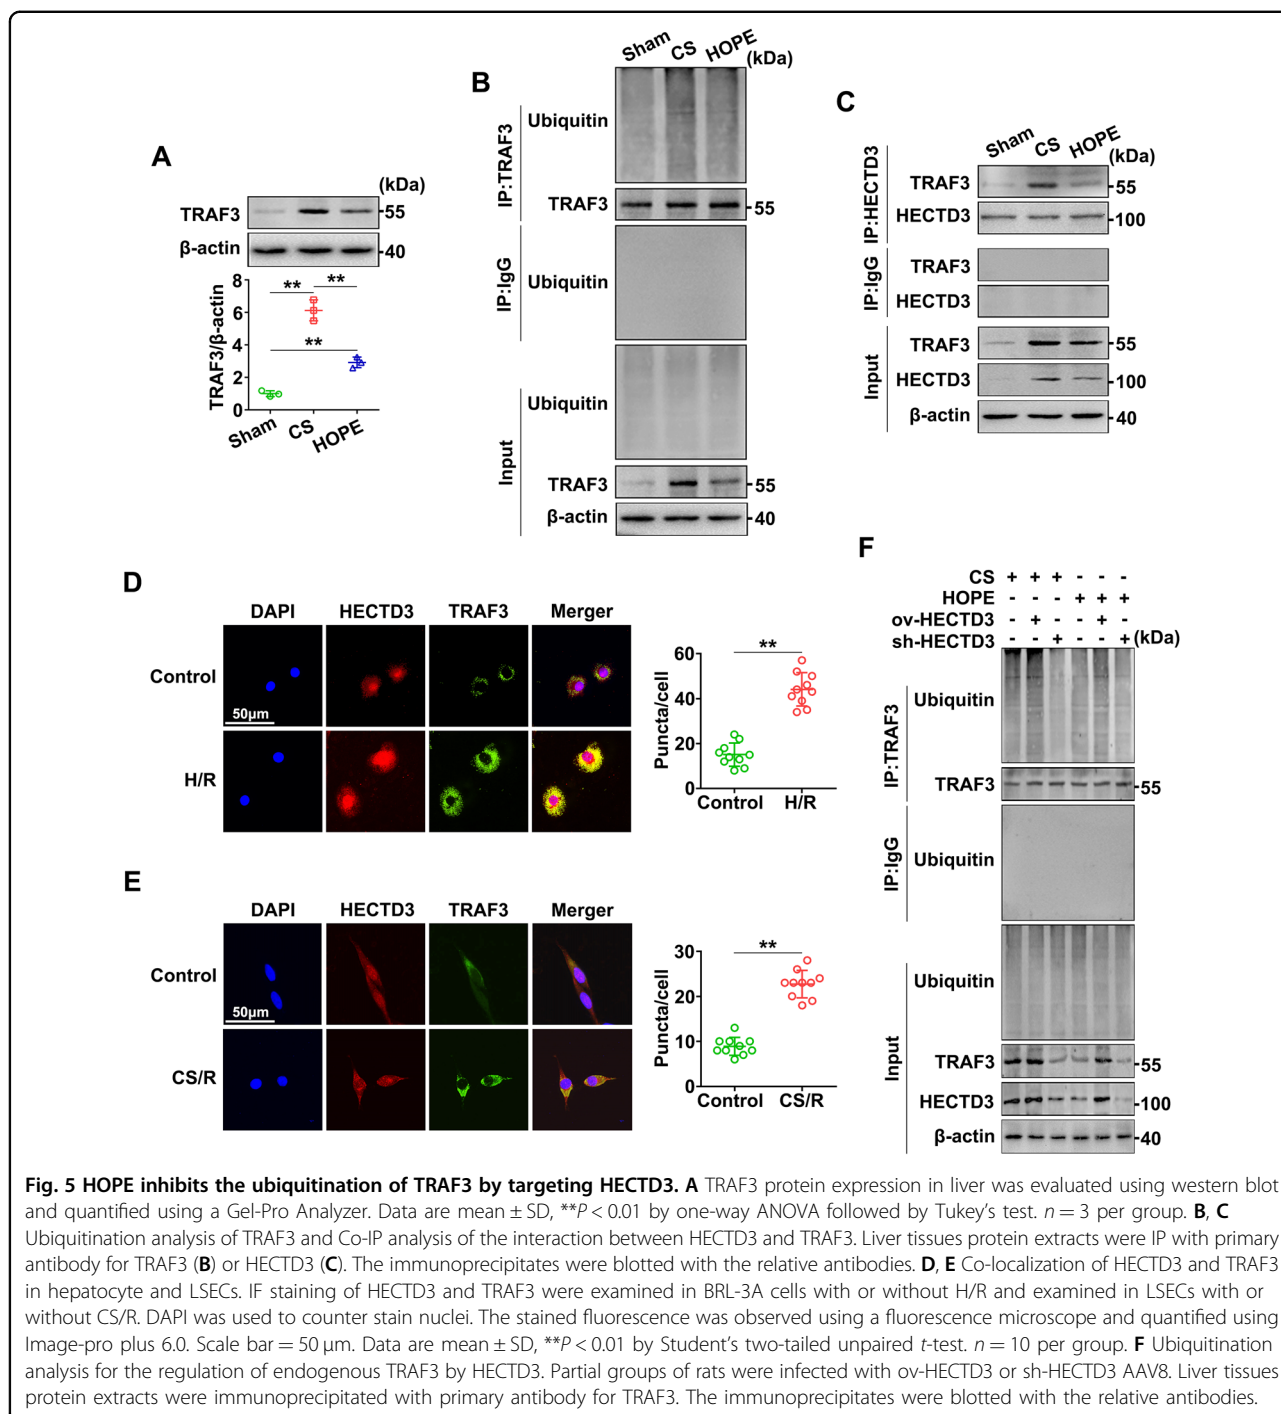 A
(kDa)
TRAF3
55
β-actin
40
TRAF3/β-actin
8
6
4
2
0
**
**
**
Sham
CS
HOPE
B
Sham
CS
HOPE
(kDa)
IP:TRAF3
Ubiquitin
TRAF3
55
IP:IgG
Ubiquitin
Input
Ubiquitin
TRAF3
55
β-actin
40
C
Sham
CS
HOPE
(kDa)
IP:HECTD3
TRAF3
55
HECTD3
100
IP:IgG
TRAF3
HECTD3
Input
TRAF3
55
HECTD3
100
β-actin
40
D
DAPI HECTD3 TRAF3 Merger
Control
50μm
H/R
Puncta/cell
60
40
20
0
**
Control H/R
E
DAPI HECTD3 TRAF3 Merger
Control
50μm
CS/R
Puncta/cell
30
20
10
0
**
Control CS/R
F
CS + + + - - -
HOPE - - - + + +
ov-HECTD3 - + - - + -
sh-HECTD3 - - + - - + (kDa)
IP:TRAF3
Ubiquitin
TRAF3
55
IP:IgG
Ubiquitin
Input
Ubiquitin
TRAF3
55
HECTD3
100
β-actin
40
Fig. 5 HOPE inhibits the ubiquitination of TRAF3 by targeting HECTD3. A TRAF3 protein expression in liver was evaluated using western blot
and quantified using a Gel-Pro Analyzer. Data are mean ± SD, **P < 0.01 by one-way ANOVA followed by Tukey's test. n = 3 per group. B, C
Ubiquitination analysis of TRAF3 and Co-IP analysis of the interaction between HECTD3 and TRAF3. Liver tissues protein extracts were IP with primary
antibody for TRAF3 (B) or HECTD3 (C). The immunoprecipitates were blotted with the relative antibodies. D, E Co-localization of HECTD3 and TRAF3
in hepatocyte and LSECs. IF staining of HECTD3 and TRAF3 were examined in BRL-3A cells with or without H/R and examined in LSECs with or
without CS/R. DAPI was used to counter stain nuclei. The stained fluorescence was observed using a fluorescence microscope and quantified using
Image-pro plus 6.0. Scale bar = 50 μm. Data are mean ± SD, **P < 0.01 by Student's two-tailed unpaired t-test. n = 10 per group. F Ubiquitination
analysis for the regulation of endogenous TRAF3 by HECTD3. Partial groups of rats were infected with ov-HECTD3 or sh-HECTD3 AAV8. Liver tissues
protein extracts were immunoprecipitated with primary antibody for TRAF3. The immunoprecipitates were blotted with the relative antibodies.